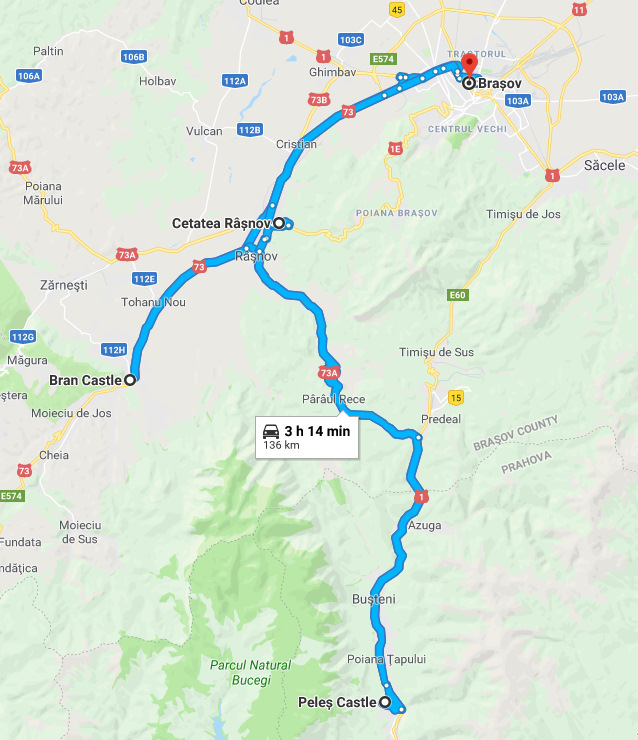 Codlea
45
11
Paltin
103B
1
103C
1
E574
TRACTORUL
106B
Ghimbav
106A
Holbav
112A
Brașov
103A
103A
73B
73
CENTRUL VECHI
Vulcan
112B
Cristian
1E
73A
1
Săcele
Poiana
Mărului
POIANA BRAȘOV
Timișu de Jos
Cetatea Râșnov
73A
Râșnov
73
112E
Zărnești
E60
Tohanu Nou
112G
112H
Timișu de Sus
Măgura
73A
Bran Castle
15
Pârâul Rece
ștera
Moieciu de Jos
Predeal
3 h 14 min
136 km
BRAȘOV COUNTY
PRAHOVA
Cheia
73
E574
1
Moieciu
de Sus
Azuga
Fundata
ndățica
Bușteni
Poiana Țapului
Parcul Natural
Bucegi
Peleș Castle